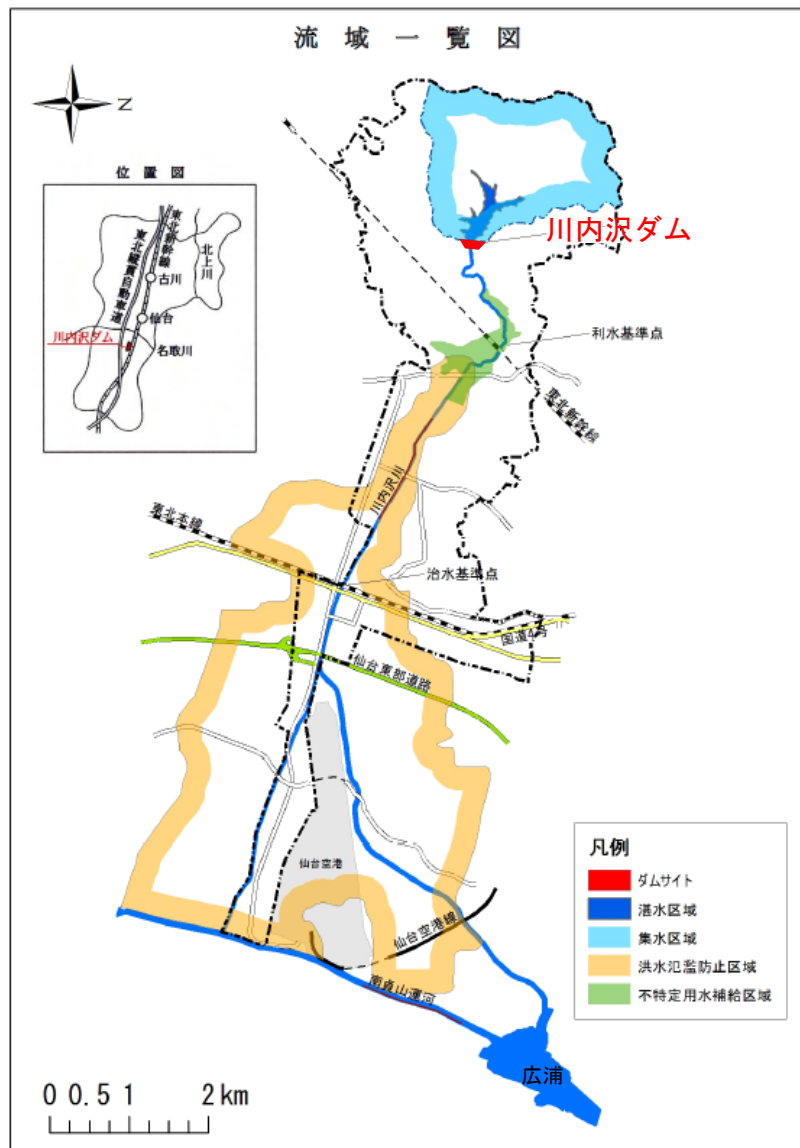 流域一覧図
N
位置図
東北新幹線
東北縦貫自動車道
北上川
古川
仙台
川内沢ダム
名取川
川内沢ダム
利水基準点
東北新幹線
川内沢川
東北本線
治水基準点
国道4号
仙台東部道路
仙台空港
仙台空港線
南貞山運河
広浦
凡例
ダムサイト
湛水区域
集水区域
洪水氾濫防止区域
不特定用水補給区域
0 0.5 1 2km